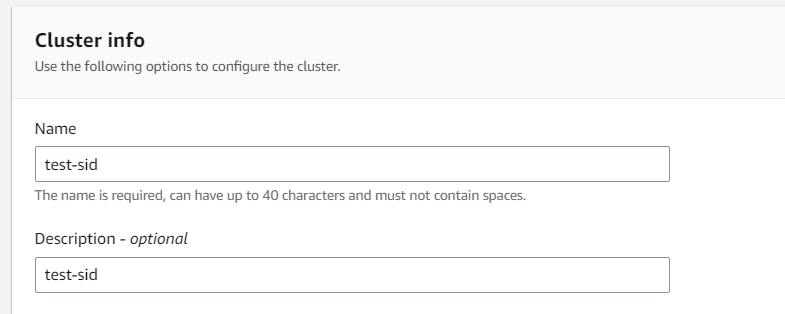 Cluster info
Use the following options to configure the cluster.
Name
test-sid
The name is required, can have up to 40 characters and must not contain spaces.
Description - optional
test-sid